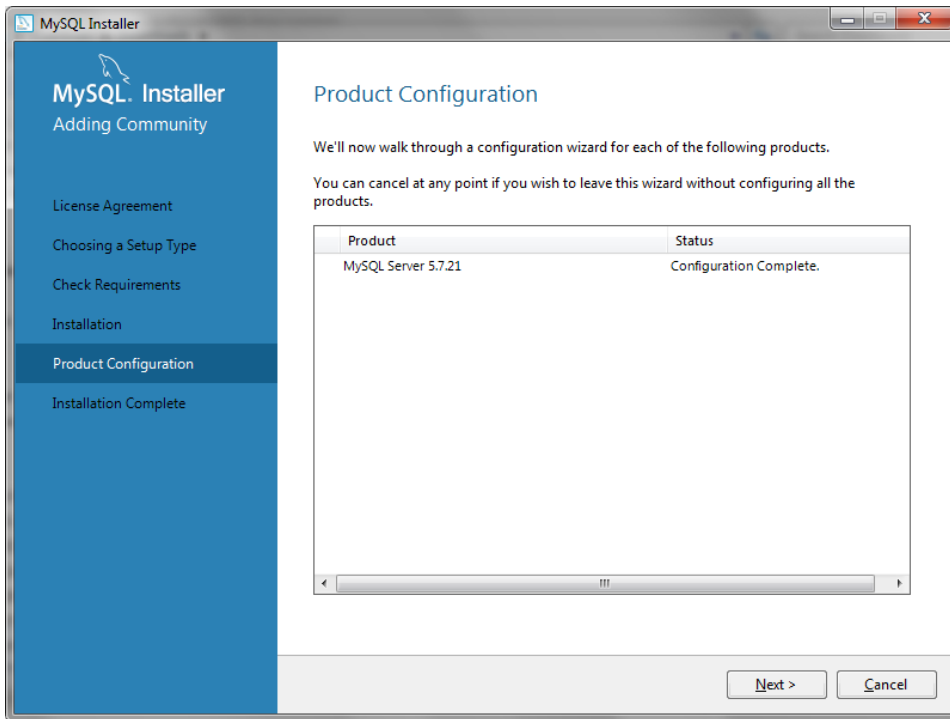 MySQL Installer
MySQL. Installer
Adding Community
License Agreement
Choosing a Setup Type
Check Requirements
Installation
Product Configuration
Installation Complete
Product Configuration
We'll now walk through a configuration wizard for each of the following products.
You can cancel at any point if you wish to leave this wizard without configuring all the
products.
Product Status
MySQL Server 5.7.21 Configuration Complete.
Next > Cancel